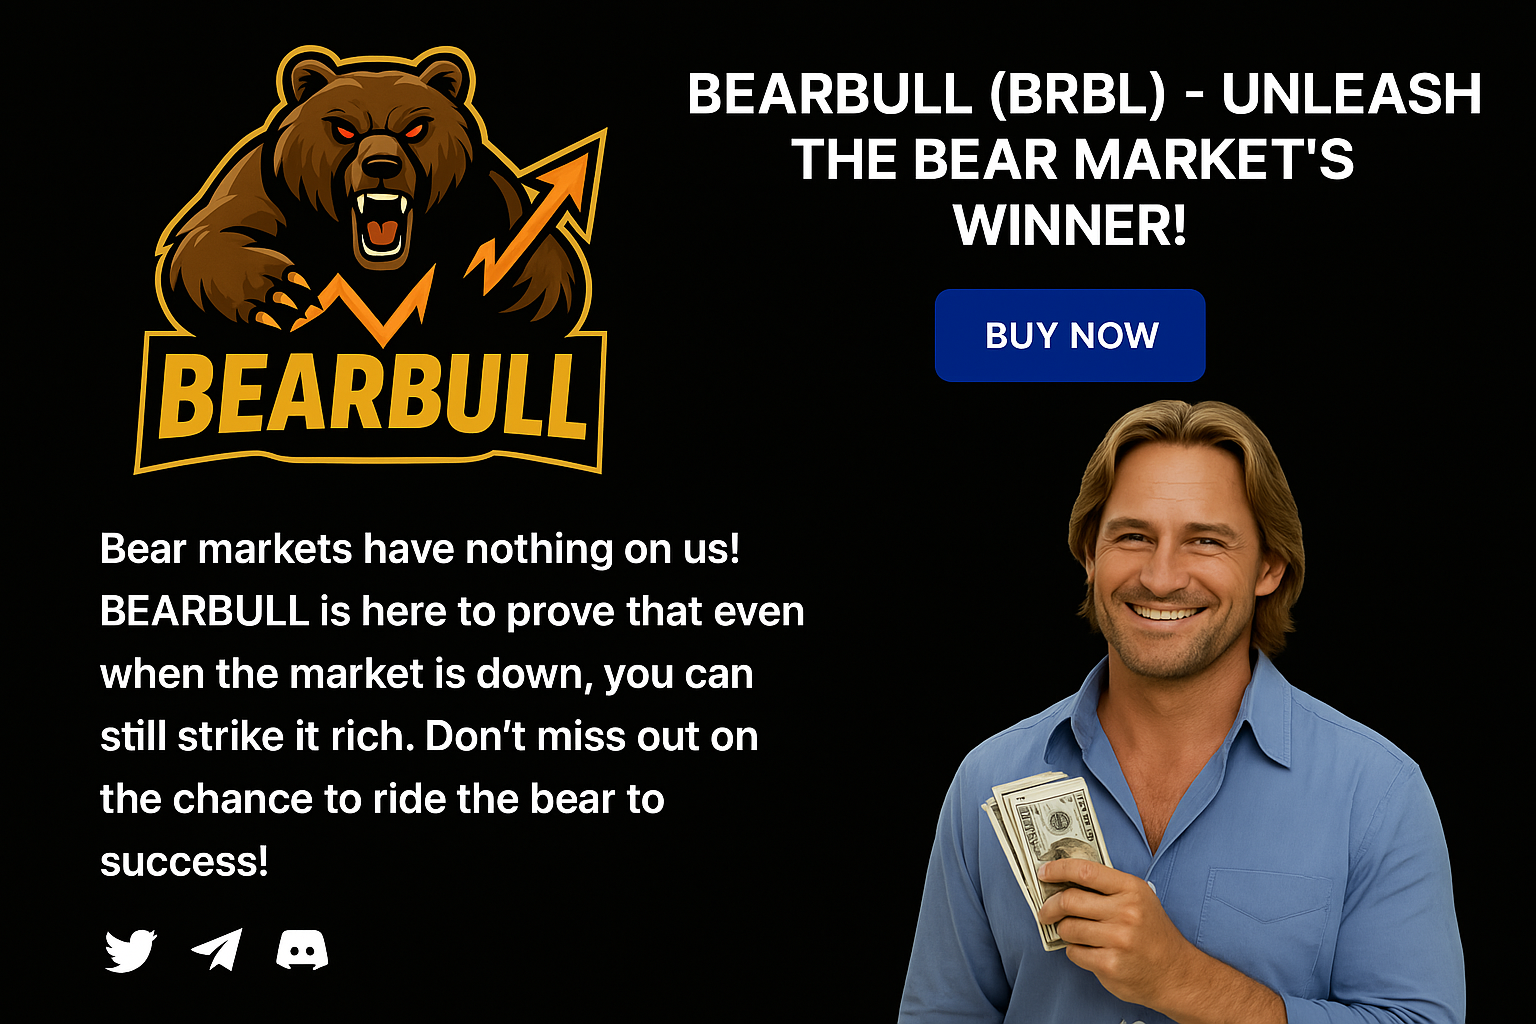 BEARBULL
BEARBULL (BRBL) - UNLEASH
THE BEAR MARKET'S
WINNER!
BUY NOW
Bear markets have nothing on us!
BEARBULL is here to prove that even
when the market is down, you can
still strike it rich. Don’t miss out on
the chance to ride the bear to
success!